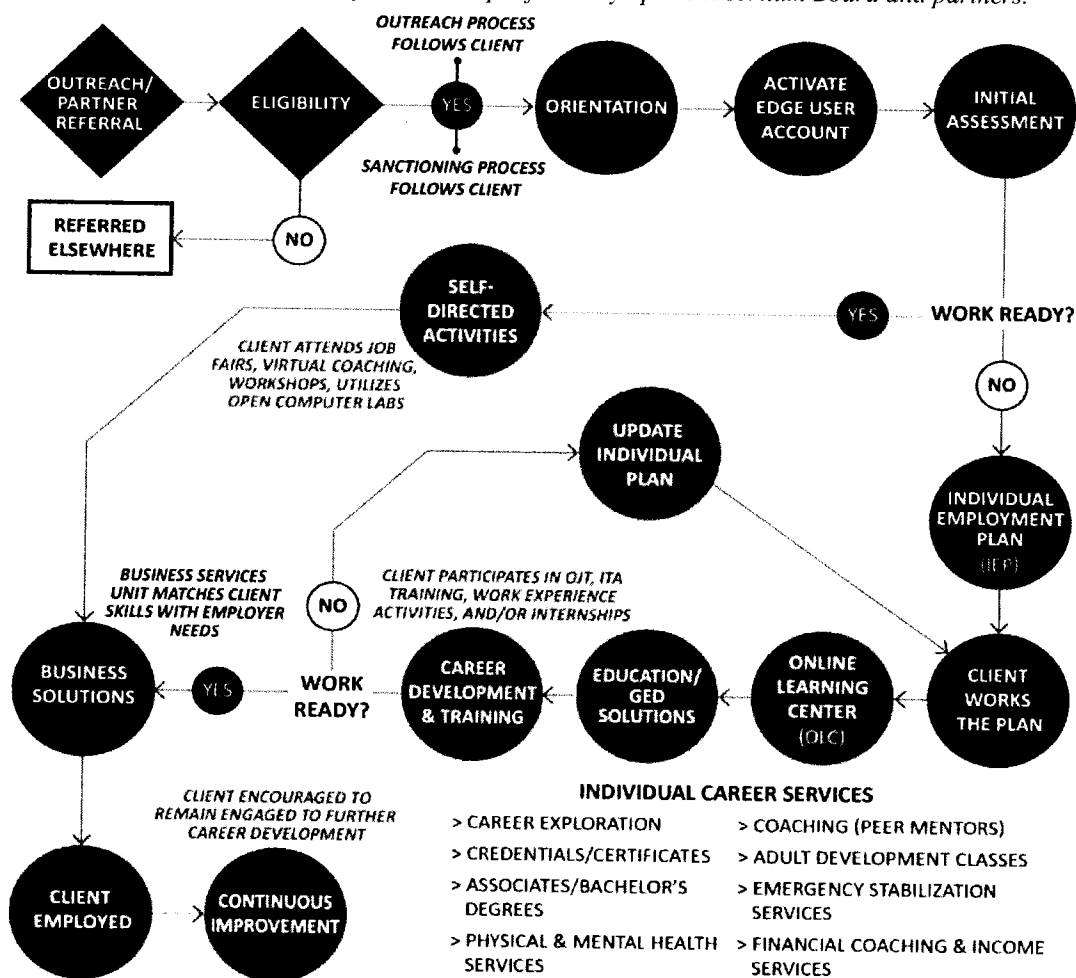 Board and partners.
OUTREACH PROCESS
FOLLOWS CLIENT
OUTREACH/
PARTNER
REFERRAL
ELIGIBILITY
YES
ORIENTATION
ACTIVATE
EDGE USER
ACCOUNT
INITIAL
ASSESSMENT
SANCTIONING PROCESS
FOLLOWS CLIENT
REFERRED
ELSEWHERE
NO
SELF-
DIRECTED
ACTIVITIES
YES
WORK READY?
CLIENT ATTENDS JOB
FAIRS, VIRTUAL COACHING,
WORKSHOPS, UTILIZES
OPEN COMPUTER LABS
NO
UPDATE
INDIVIDUAL
PLAN
INDIVIDUAL
EMPLOYMENT
PLAN
(IEP)
BUSINESS SERVICES
UNIT MATCHES CLIENT
SKILLS WITH EMPLOYER
NEEDS
NO
CLIENT PARTICIPATES IN OJT, ITA
TRAINING, WORK EXPERIENCE
ACTIVITIES, AND/OR INTERNSHIPS
BUSINESS
SOLUTIONS
YES
WORK
READY?
CAREER
DEVELOPMENT
& TRAINING
EDUCATION/
GED
SOLUTIONS
ONLINE
LEARNING
CENTER
(OLC)
CLIENT
WORKS
THE PLAN
CLIENT ENCOURAGED TO
REMAIN ENGAGED TO FURTHER
CAREER DEVELOPMENT
CLIENT
EMPLOYED
CONTINUOUS
IMPROVEMENT
INDIVIDUAL CAREER SERVICES
> CAREER EXPLORATION
> CREDENTIALS/CERTIFICATES
> ASSOCIATES/BACHELOR'S
DEGREES
> PHYSICAL & MENTAL HEALTH
SERVICES
> COACHING (PEER MENTORS)
> ADULT DEVELOPMENT CLASSES
> EMERGENCY STABILIZATION
SERVICES
> FINANCIAL COACHING & INCOME
SERVICES